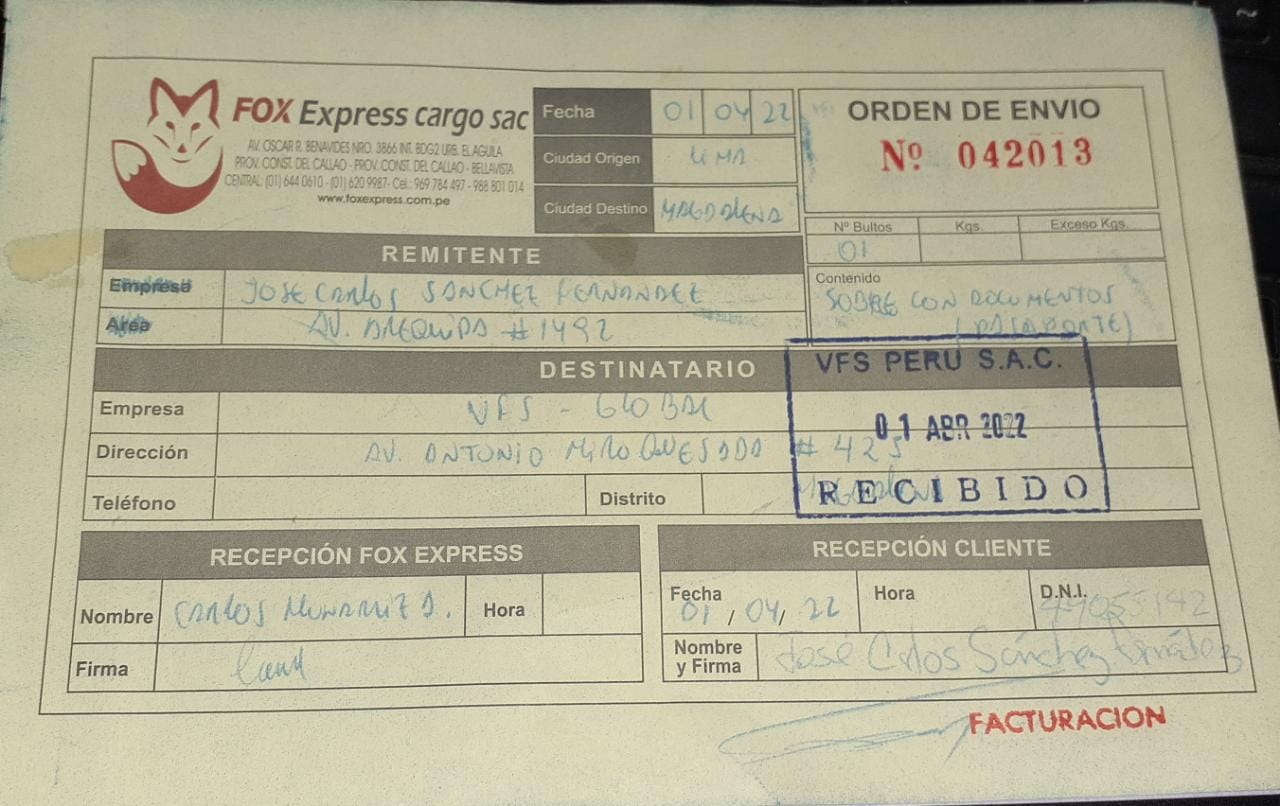 FOX Express cargo sac
AV. OSCAR R. BENAVIDES NRO. 3866 INT. BDG2 URB. EL AGUILA
PROV. CONST. DEL CALLAO - PROV. CONST. DEL CALLAO - BELLAVISTA
CENTRAL: (01) 644 0610 - (01) 620 9987 - Cel.: 969 784 497 - 988 801 014
www.foxexpress.com.pe
Fecha 01 04 22
Ciudad Origen LIMA
Ciudad Destino MAGDALENA
ORDEN DE ENVIO
Nº 042013
Nº Bultos Kgs. Exceso Kgs.
01
Contenido
SOBRE CON DOCUMENTOS
(PASAPORTE)
REMITENTE
Empresa JOSE CARLOS SANCHEZ FERNANDEZ
Area AV. AREQUIPA # 1492
DESTINATARIO
Empresa VFS - GLOBAL
Dirección AV. ANTONIO MIRO QUESADA # 425
Teléfono Distrito MAGDALENA
VFS PERU S.A.C.
01 ABR 2022
RECIBIDO
RECEPCIÓN FOX EXPRESS
Nombre CARLOS A. Hora
Firma
RECEPCIÓN CLIENTE
Fecha 01 / 04 / 22 Hora D.N.I.
Nombre y Firma José Carlos Sánchez Fernández
FACTURACION